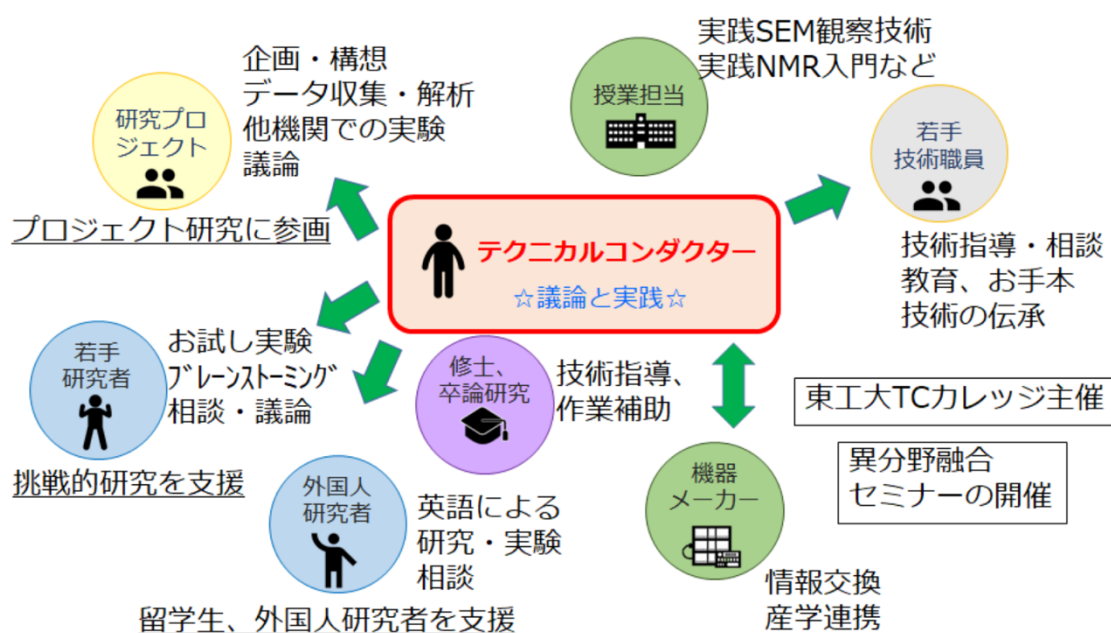 企画・構想
データ収集・解析
他機関での実験
議論
研究プロ
ジェクト
プロジェクト研究に参画
実践SEM観察技術
実践NMR入門など
授業担当
若手
技術職員
技術指導・相談
教育、お手本
技術の伝承
テクニカルコンダクター
☆議論と実践☆
若手
研究者
お試し実験
ﾌﾞﾚｰﾝｽﾄｰﾐﾝｸﾞ
相談・議論
挑戦的研究を支援
修士、
卒論研究
技術指導、
作業補助
東工大TCカレッジ主催
異分野融合
セミナーの開催
外国人
研究者
英語による
研究・実験
相談
留学生、外国人研究者を支援
機器
メーカー
情報交換
産学連携